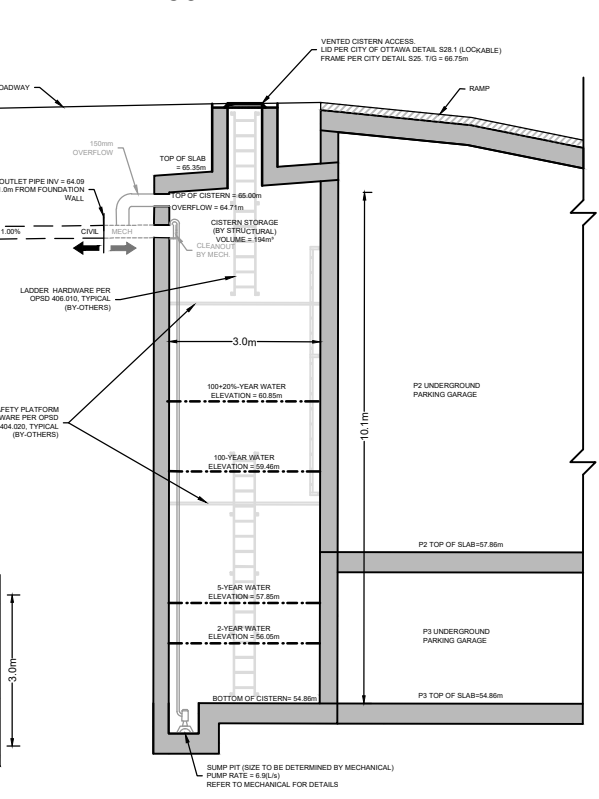 VENTED CISTERN ACCESS.
LID PER CITY OF OTTAWA DETAIL S28.1 (LOCKABLE)
FRAME PER CITY DETAIL S25. T/G = 66.75m
OADWAY
RAMP
150mm
OVERFLOW
TOP OF SLAB
= 65.35m
OUTLET PIPE INV = 64.09
1.0m FROM FOUNDATION
WALL
TOP OF CISTERN = 65.00m
OVERFLOW = 64.71m
1.00%
CIVIL
MECH
CISTERN STORAGE
(BY STRUCTURAL)
VOLUME = 194m³
CLEANOUT
BY MECH.
LADDER HARDWARE PER
OPSD 406.010, TYPICAL
(BY-OTHERS)
3.0m
100+20%-YEAR WATER
ELEVATION = 60.85m
P2 UNDERGROUND
PARKING GARAGE
AFETY PLATFORM
WARE PER OPSD
404.020, TYPICAL
(BY-OTHERS)
10.1m
100-YEAR WATER
ELEVATION = 59.46m
P2 TOP OF SLAB=57.86m
5-YEAR WATER
ELEVATION = 57.85m
2-YEAR WATER
ELEVATION = 56.05m
P3 UNDERGROUND
PARKING GARAGE
3.0m
BOTTOM OF CISTERN= 54.86m
P3 TOP OF SLAB=54.86m
SUMP PIT (SIZE TO BE DETERMINED BY MECHANICAL)
PUMP RATE = 6.9(L/s)
REFER TO MECHANICAL FOR DETAILS